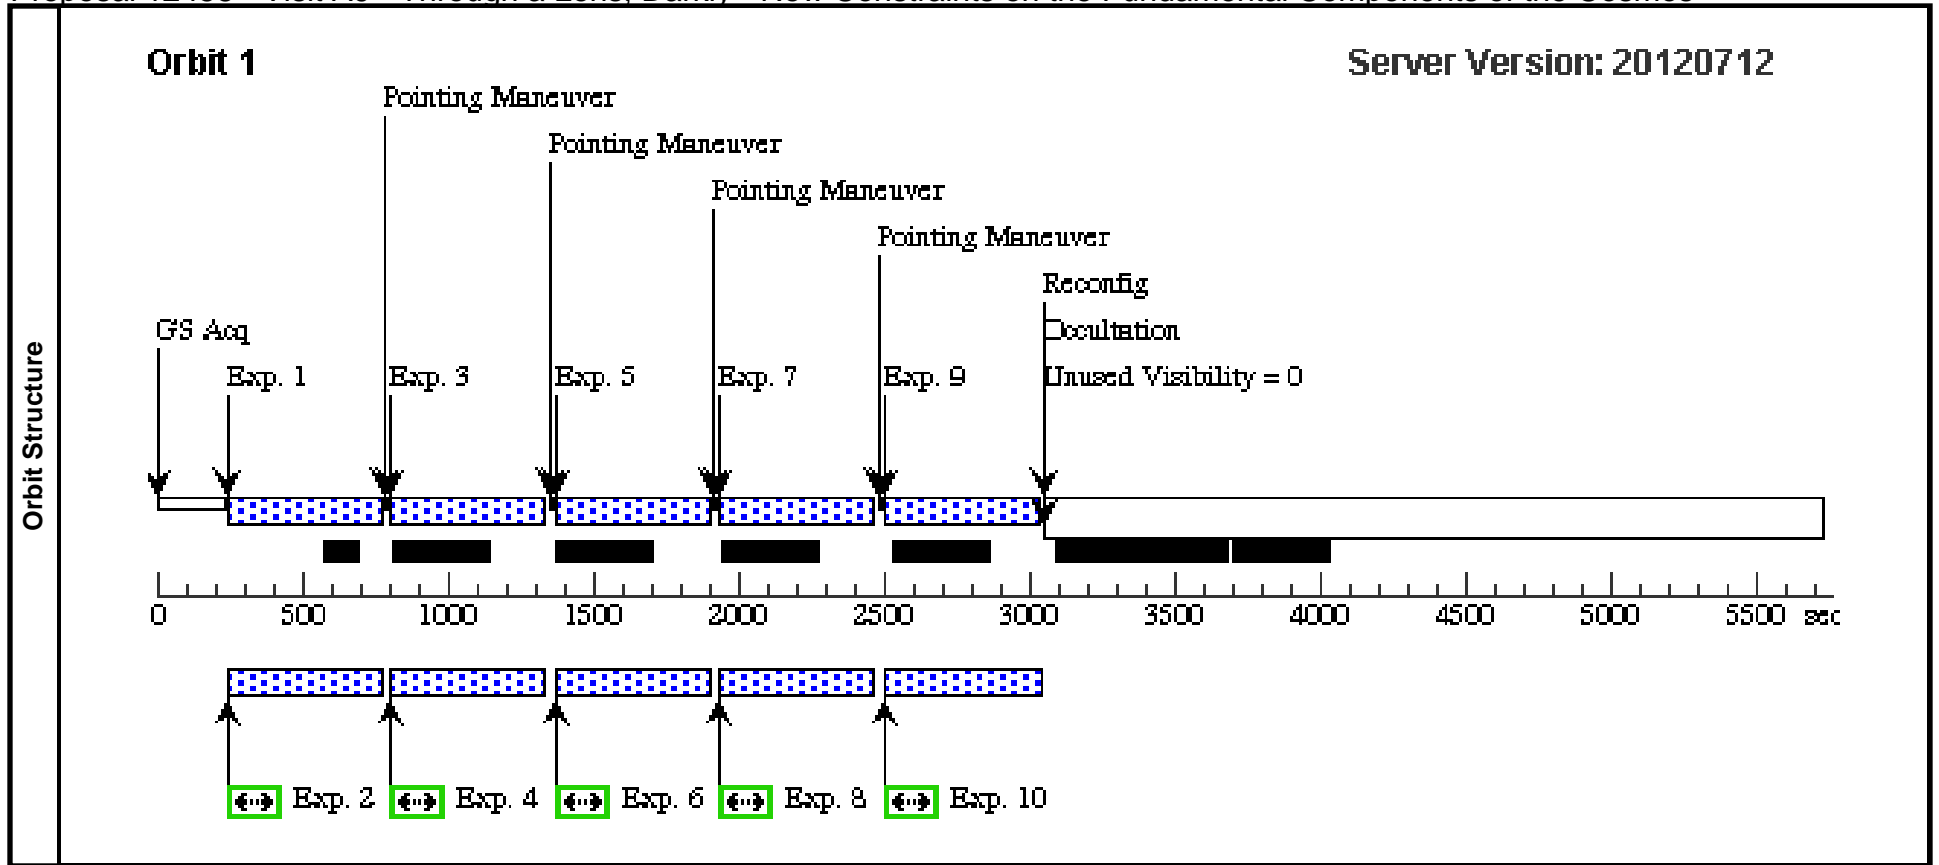 Orbit 1
Server Version: 20120712
Pointing Maneuver
Pointing Maneuver
Pointing Maneuver
Pointing Maneuver
Reconfig
GS Acq
Occultation
Exp. 1
Exp. 3
Exp. 5
Exp. 7
Exp. 9
Unused Visibility = 0
Orbit Structure
0 500 1000 1500 2000 2500 3000 3500 4000 4500 5000 5500 sec
Exp. 2
Exp. 4
Exp. 6
Exp. 8
Exp. 10